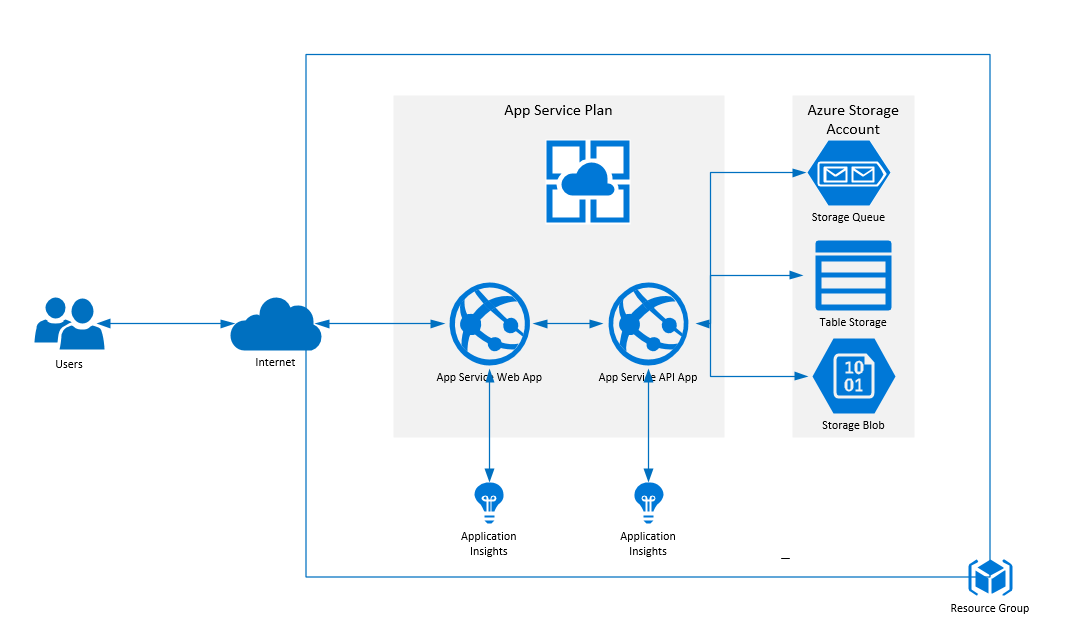 App Service Plan
Azure Storage
Account
Storage Queue
Table Storage
Users
Internet
App Service Web App
App Service API App
10
01
Storage Blob
Application
Insights
Application
Insights
_
Resource Group